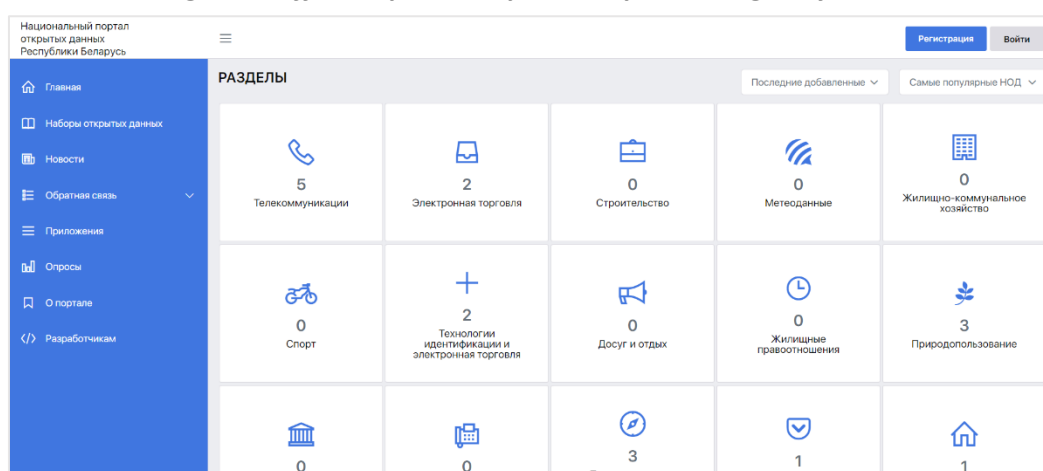 Национальный портал
открытых данных
Республики Беларусь
Регистрация
Войти
Главная
Наборы открытых данных
Новости
Обратная связь
Приложения
Опросы
О портале
Разработчикам
РАЗДЕЛЫ
Последние добавленные
Самые популярные НОД
5
Телекоммуникации
2
Электронная торговля
0
Строительство
0
Метеоданные
0
Жилищно-коммунальное
хозяйство
0
Спорт
2
Технологии
идентификации и
электронная торговля
0
Досуг и отдых
0
Жилищные
правоотношения
3
Природопользование
0
0
3
1
1